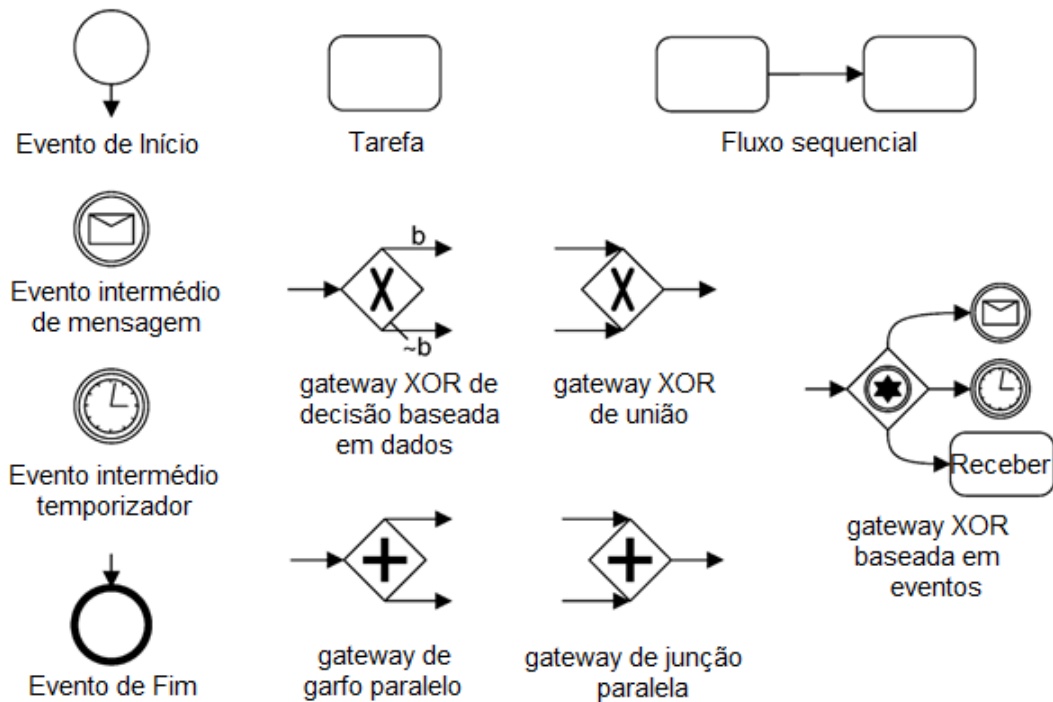 Evento de Início
Tarefa
Fluxo sequencial
Evento intermédio
de mensagem
b
~b
gateway XOR de
decisão baseada
em dados
gateway XOR
de união
Evento intermédio
temporizador
Receber
gateway XOR
baseada em
eventos
Evento de Fim
gateway de
garfo paralelo
gateway de junção
paralela